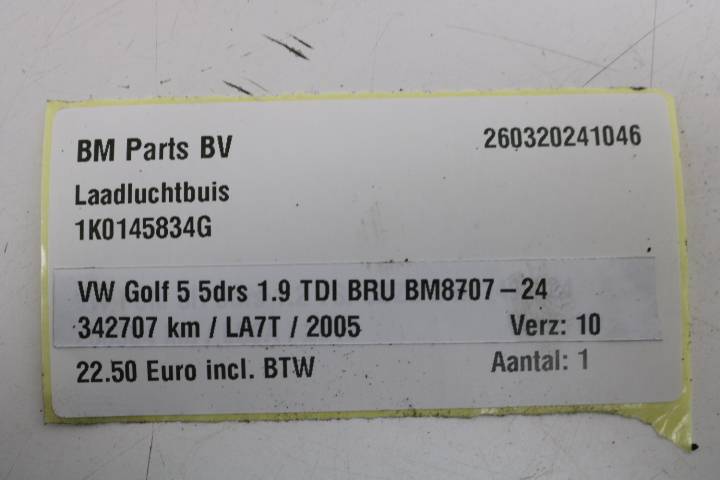 BM Parts BV 260320241046
Laadluchtbuis
1K0145834G
VW Golf 5 5drs 1.9 TDI BRU BM8707-24
342707 km / LA7T / 2005 Verz: 10
22.50 Euro incl. BTW Aantal: 1